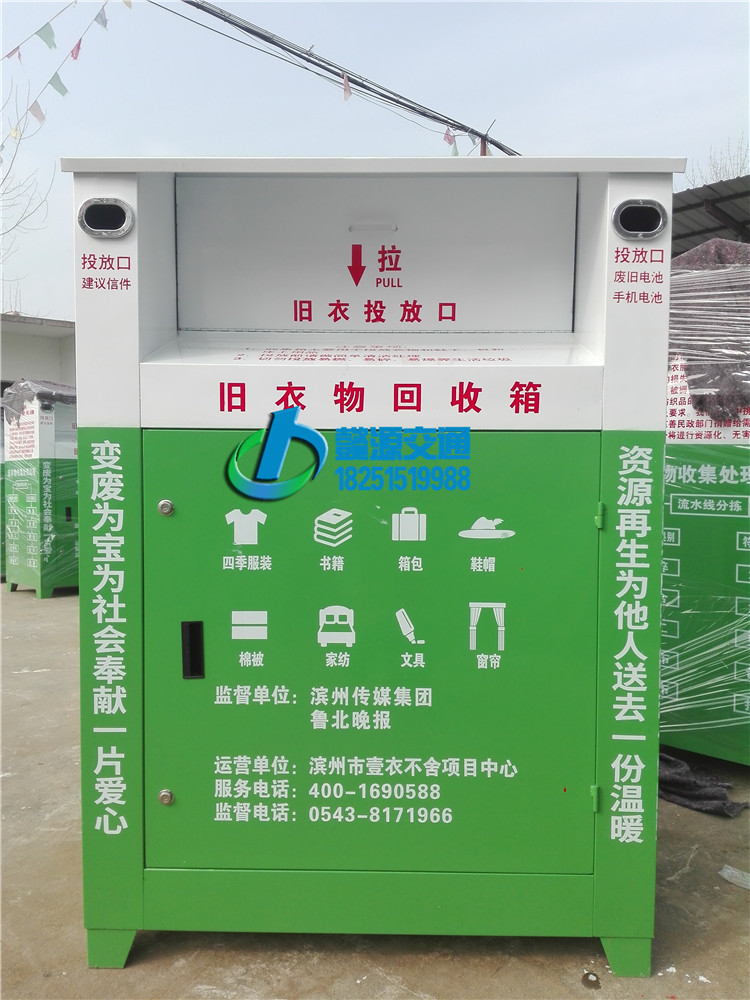 投放口
建议信件
拉
PULL
旧衣投放口
投放口
废旧电池
手机电池
注意事项
旧衣物回收箱
懿源交通
18251519988
变废为宝为社会奉献一片爱心
资源再生为他人送去一份温暖
四季服装
书籍
箱包
鞋帽
棉被
家纺
文具
窗帘
监督单位：滨州传媒集团
鲁北晚报
运营单位：滨州市壹衣不舍项目中心
服务电话：400-1690588
监督电话：0543-8171966
物收集处理
流水线分拣